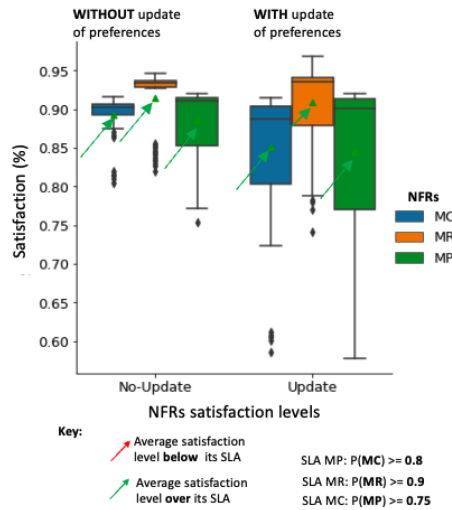 WITHOUT update
of preferences
WITH update
of preferences
0.95
0.90
0.85
0.80
0.75
0.70
0.65
0.60
Satisfaction (%)
No-Update
Update
NFRs satisfaction levels
NFRs
MC
MR
MP
Key:
Average satisfaction
level below its SLA
Average satisfaction
level over its SLA
SLA MP: P(MC) >= 0.8
SLA MR: P(MR) >= 0.9
SLA MC: P(MP) >= 0.75